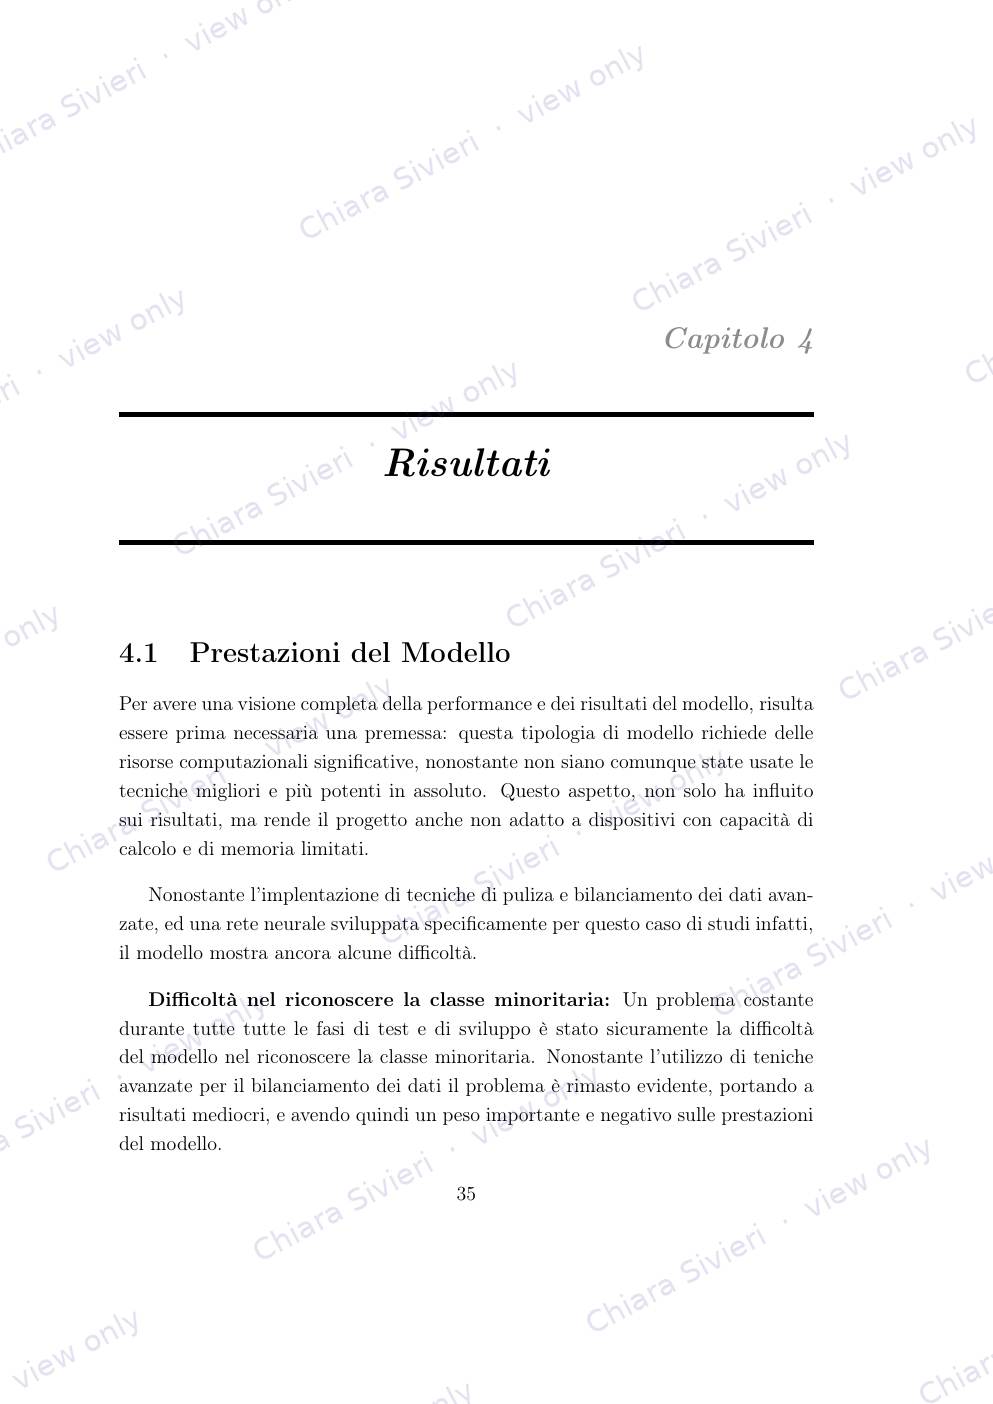 Capitolo 4
Risultati
4.1 Prestazioni del Modello
Per avere una visione completa della performance e dei risultati del modello, risulta
essere prima necessaria una premessa: questa tipologia di modello richiede delle
risorse computazionali significative, nonostante non siano comunque state usate le
tecniche migliori e più potenti in assoluto. Questo aspetto, non solo ha influito
sui risultati, ma rende il progetto anche non adatto a dispositivi con capacità di
calcolo e di memoria limitati.
Nonostante l'implentazione di tecniche di puliza e bilanciamento dei dati avan-
zate, ed una rete neurale sviluppata specificamente per questo caso di studi infatti,
il modello mostra ancora alcune difficoltà.
Difficoltà nel riconoscere la classe minoritaria: Un problema costante
durante tutte tutte le fasi di test e di sviluppo è stato sicuramente la difficoltà
del modello nel riconoscere la classe minoritaria. Nonostante l'utilizzo di teniche
avanzate per il bilanciamento dei dati il problema è rimasto evidente, portando a
risultati mediocri, e avendo quindi un peso importante e negativo sulle prestazioni
del modello.
35
Chiara Sivieri · view only